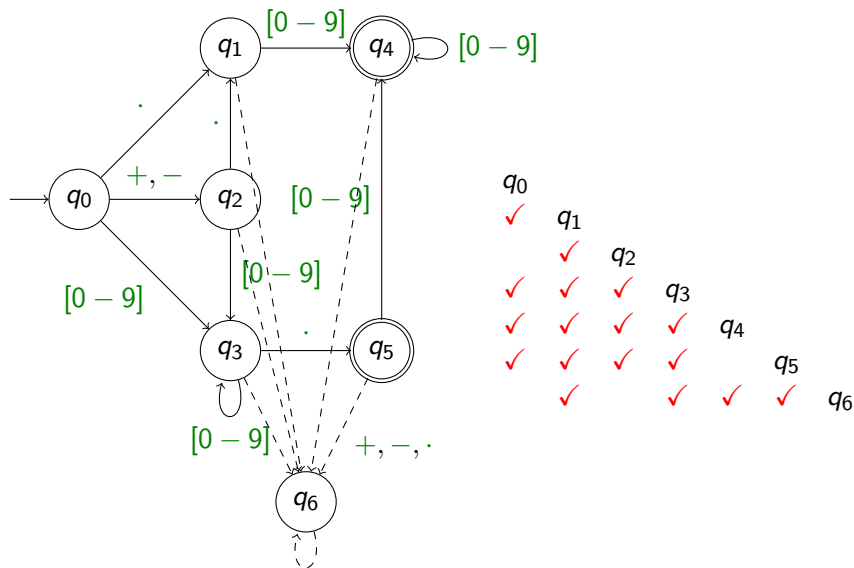 [0 − 9]
q1 q4 [0 − 9]
·
·
+, −
q0 q2 [0 − 9]
[0 − 9]
[0 − 9]
·
q3 q5
[0 − 9] +, −, ·
q6
q0
✓ q1
✓ q2
✓ ✓ ✓ q3
✓ ✓ ✓ ✓ q4
✓ ✓ ✓ ✓ q5
✓ ✓ ✓ ✓ q6